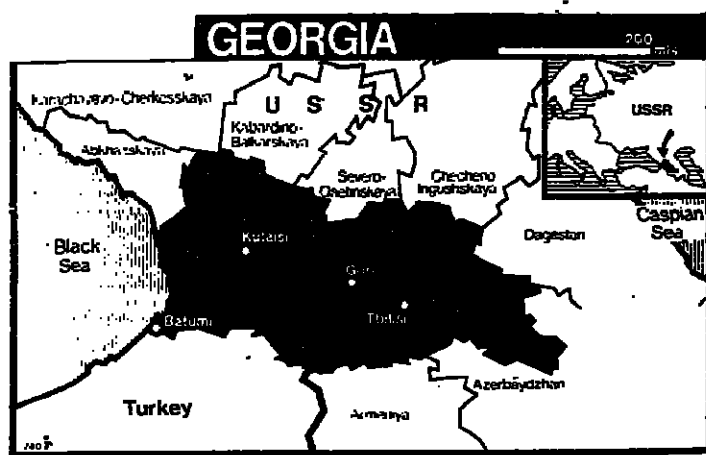 GEORGIA
200
mls
Karachayevo-Cherkesskaya
U S S R
Kabardino-
Balkarskaya
USSR
Abkhazskaya
Severo-
Osetinskaya
Checheno
Ingushskaya
Caspian
Sea
Dagestan
Black
Sea
Kutaisi
Gori
Tbilisi
Batumi
Azerbaydzhan
Turkey
Armeniya